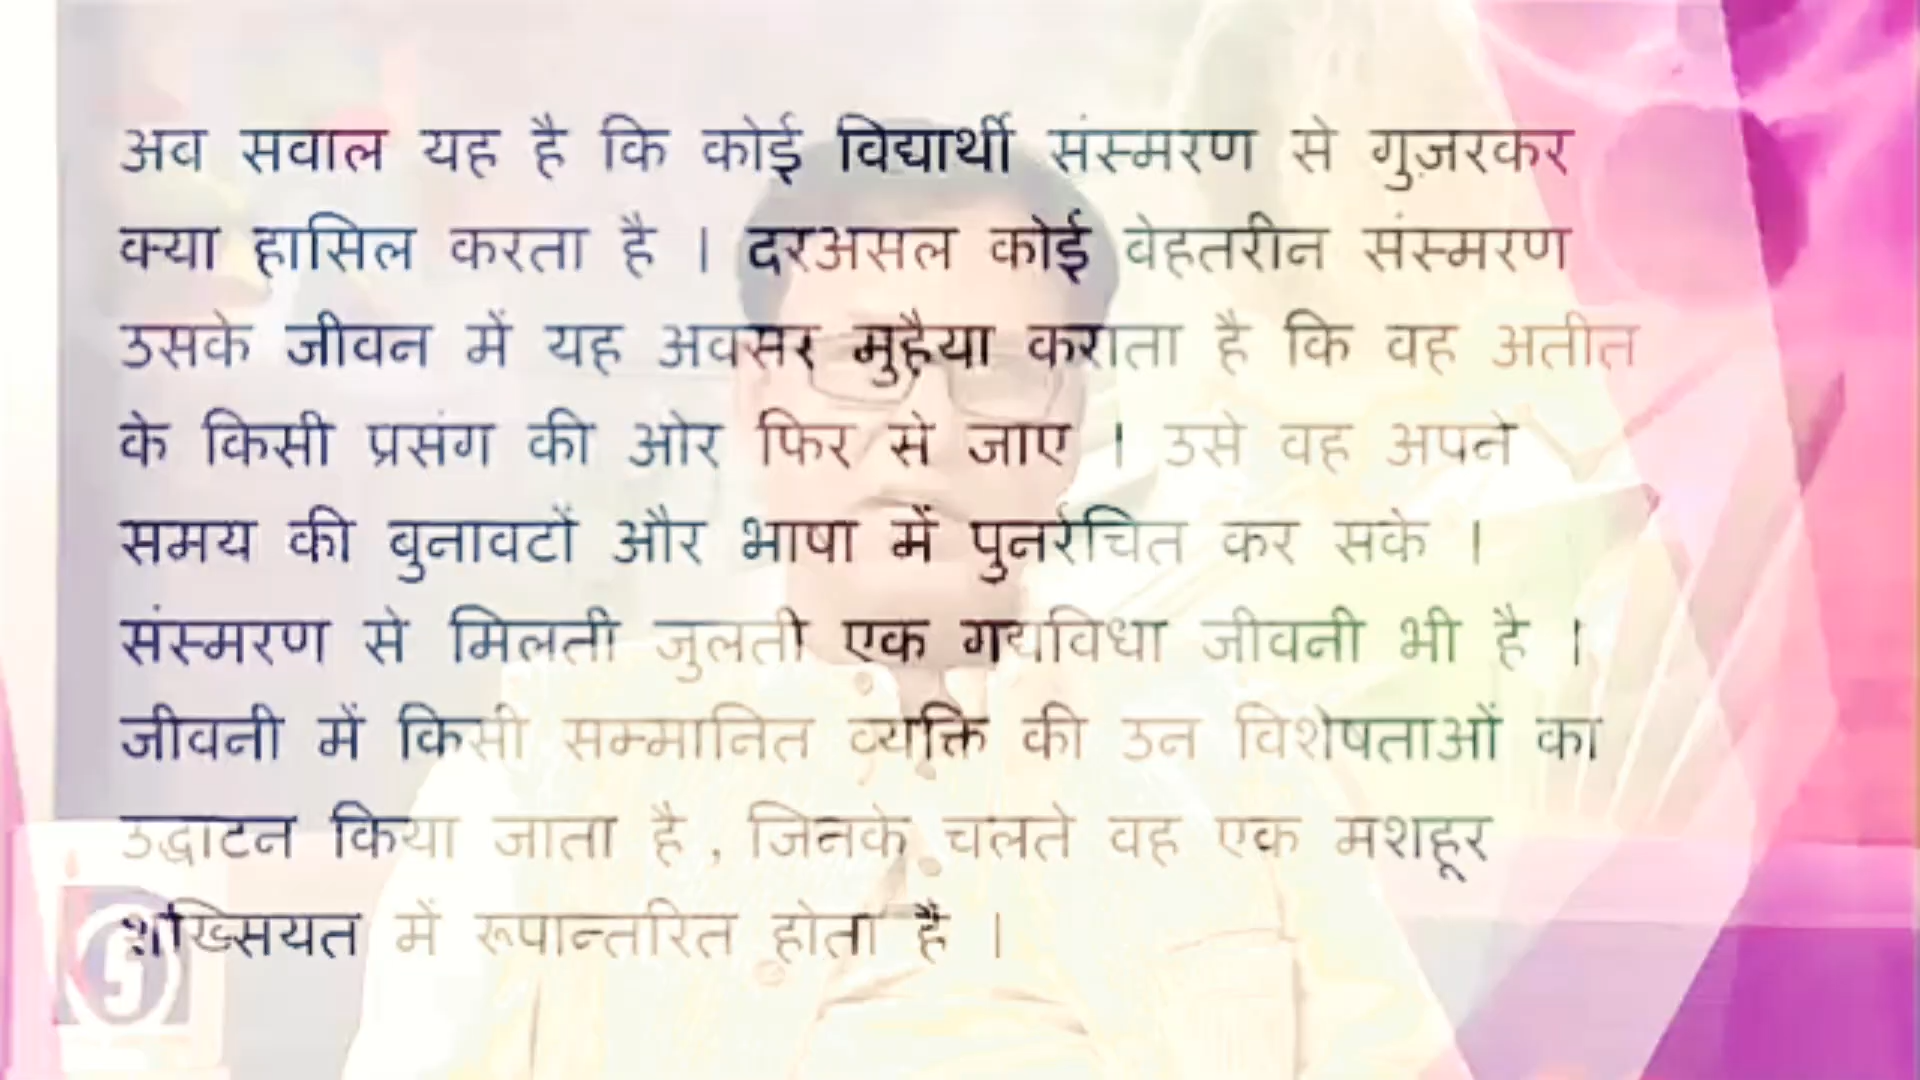 अब सवाल यह है कि कोई विद्यार्थी संस्मरण से गुज़रकर
क्या हासिल करता है । दरअसल कोई बेहतरीन संस्मरण
उसके जीवन में यह अवसर मुहैया कराता है कि वह अतीत
के किसी प्रसंग की ओर फिर से जाए । उसे वह अपने
समय की बुनावटों और भाषा में पुनर्रचित कर सके ।
संस्मरण से मिलती जुलती एक गद्यविधा जीवनी भी है ।
जीवनी में किसी सम्मानित व्यक्ति की उन विशेषताओं का
उद्घाटन किया जाता है , जिनके चलते वह एक मशहूर
शख्सियत में रूपान्तरित होता है ।